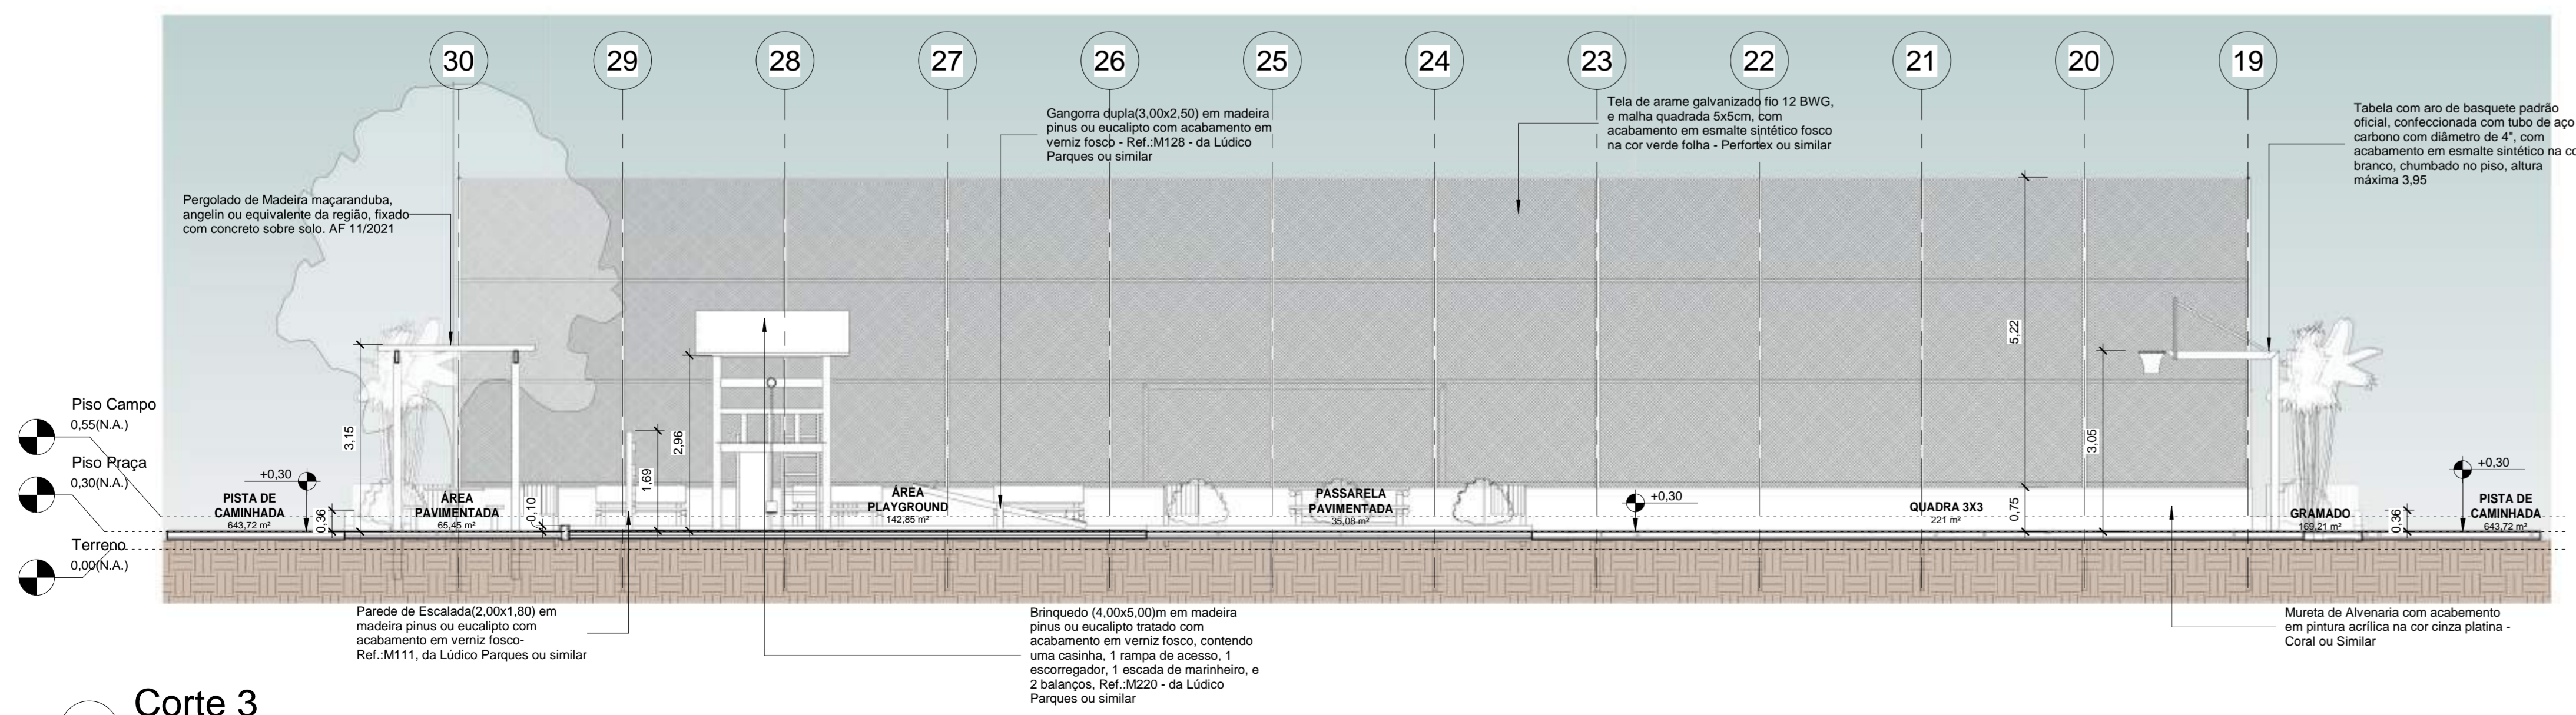 30
29
28
27
26
25
24
23
22
21
20
19
Gangorra dupla(3,00x2,50) em madeira
pinus ou eucalipto com acabamento em
verniz fosco - Ref.:M128 - da Lúdico
Parques ou similar
Tela de arame galvanizado fio 12 BWG,
e malha quadrada 5x5cm, com
acabamento em esmalte sintético fosco
na cor verde folha - Perfortex ou similar
Tabela com aro de basquete padrão
oficial, confeccionada com tubo de aço
carbono com diâmetro de 4", com
acabamento em esmalte sintético na co
branco, chumbado no piso, altura
máxima 3,95
Pergolado de Madeira maçaranduba,
angelin ou equivalente da região, fixado
com concreto sobre solo. AF 11/2021
Piso Campo
0,55(N.A.)
Piso Praça
0,30(N.A.)
Terreno
0,00(N.A.)
+0,30
PISTA DE
CAMINHADA
643,72 m²
0,36
3,15
ÁREA
PAVIMENTADA
65,45 m²
0,10
1,69
2,96
ÁREA
PLAYGROUND
142,85 m²
PASSARELA
PAVIMENTADA
35,08 m²
+0,30
QUADRA 3X3
221 m²
5,22
0,75
3,05
GRAMADO
169,21 m²
0,36
+0,30
PISTA DE
CAMINHADA
643,72 m²
Parede de Escalada(2,00x1,80) em
madeira pinus ou eucalipto com
acabamento em verniz fosco-
Ref.:M111, da Lúdico Parques ou similar
Brinquedo (4,00x5,00)m em madeira
pinus ou eucalipto tratado com
acabamento em verniz fosco, contendo
uma casinha, 1 rampa de acesso, 1
escorregador, 1 escada de marinheiro, e
2 balanços, Ref.:M220 - da Lúdico
Parques ou similar
Mureta de Alvenaria com acabemento
em pintura acrílica na cor cinza platina -
Coral ou Similar
Corte 3